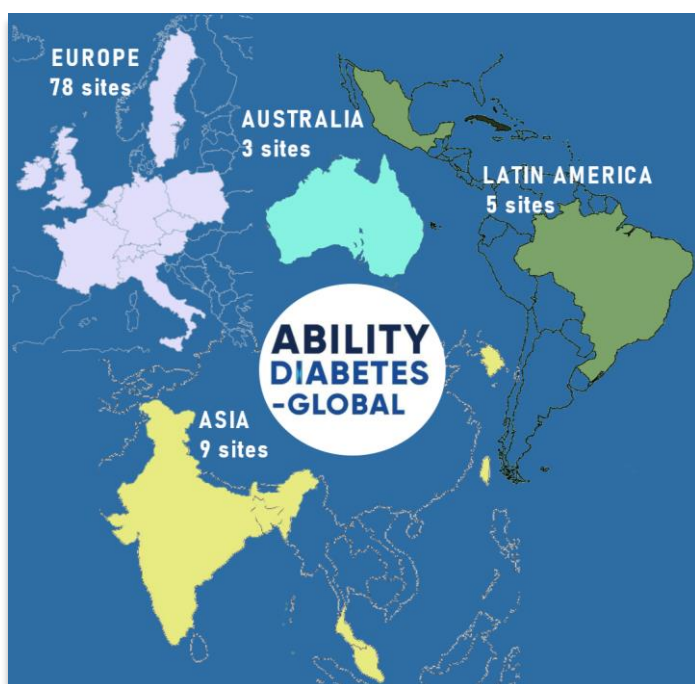 EUROPE
78 sites
AUSTRALIA
3 sites
LATIN AMERICA
5 sites
ABILITY
DIABETES
-GLOBAL
ASIA
9 sites